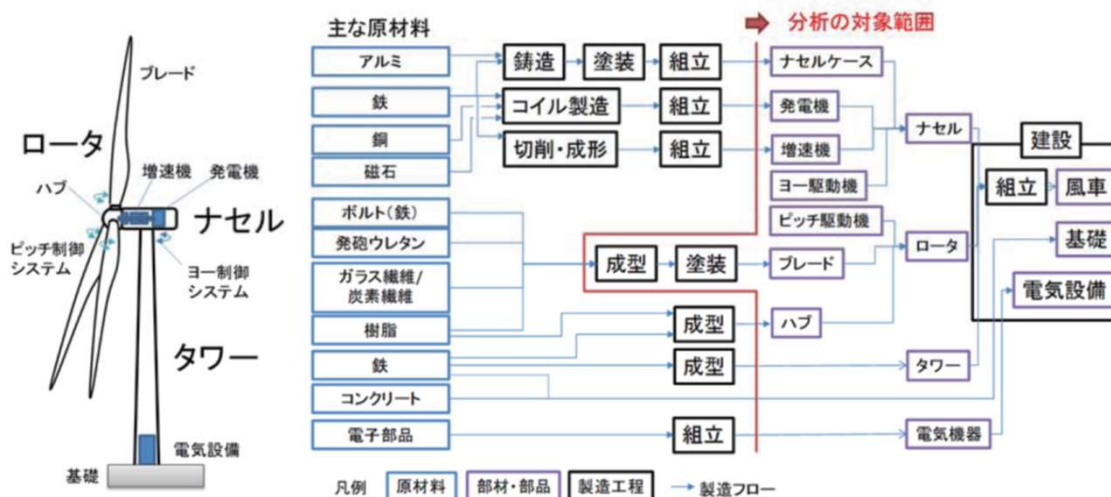 ブレード
ロータ
増速機
発電機
ハブ
ナセル
ピッチ制御
システム
ヨー制御
システム
タワー
電気設備
基礎
主な原材料
分析の対象範囲
アルミ
鋳造
塗装
組立
ナセルケース
鉄
コイル製造
組立
発電機
ナセル
銅
切削・成形
組立
増速機
磁石
ヨー駆動機
建設
組立
風車
ボルト(鉄)
ピッチ駆動機
ロータ
基礎
発砲ウレタン
成型
塗装
ブレード
ガラス繊維/
炭素繊維
電気設備
樹脂
成型
ハブ
鉄
成型
タワー
コンクリート
電子部品
組立
電気機器
凡例
原材料
部材・部品
製造工程
製造フロー